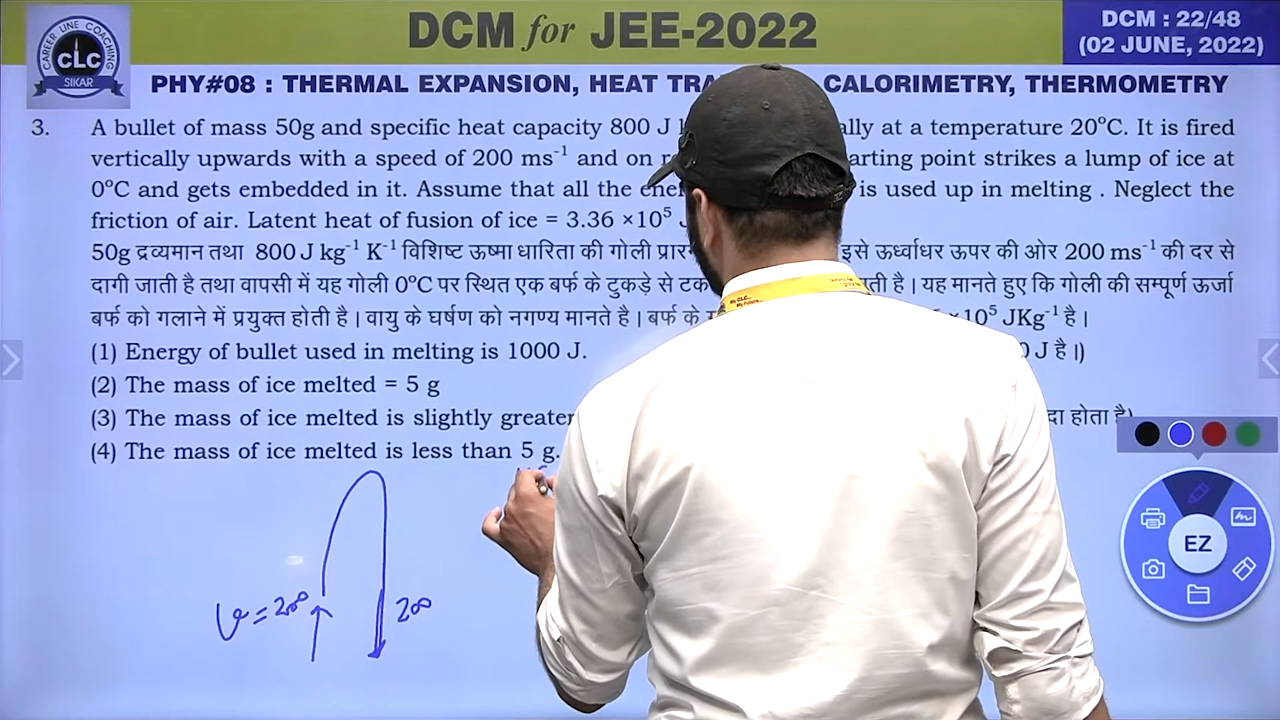 DCM for JEE-2022
DCM : 22/48
(02 JUNE, 2022)
CAREER LINE COACHING
CLC
SIKAR
PHY#08 : THERMAL EXPANSION, HEAT TRA CALORIMETRY, THERMOMETRY
3. A bullet of mass 50g and specific heat capacity 800 J ally at a temperature 20°C. It is fired
vertically upwards with a speed of 200 ms⁻¹ and on arting point strikes a lump of ice at
0°C and gets embedded in it. Assume that all the ener is used up in melting . Neglect the
friction of air. Latent heat of fusion of ice = 3.36 ×10⁵ J
50g द्रव्यमान तथा 800 J kg⁻¹ K⁻¹ विशिष्ट ऊष्मा धारिता की गोली प्रार इसे ऊर्ध्वाधर ऊपर की ओर 200 ms⁻¹ की दर से
दागी जाती है तथा वापसी में यह गोली 0°C पर स्थित एक बर्फ के टुकड़े से टक ाती है। यह मानते हुए कि गोली की सम्पूर्ण ऊर्जा
बर्फ को गलाने में प्रयुक्त होती है। वायु के घर्षण को नगण्य मानते है। बर्फ के ×10⁵ JKg⁻¹ है।
(1) Energy of bullet used in melting is 1000 J. J है।)
(2) The mass of ice melted = 5 g
(3) The mass of ice melted is slightly greater दा होता है)
(4) The mass of ice melted is less than 5 g.
v = 200
200
My CLC..
My Future..
EZ